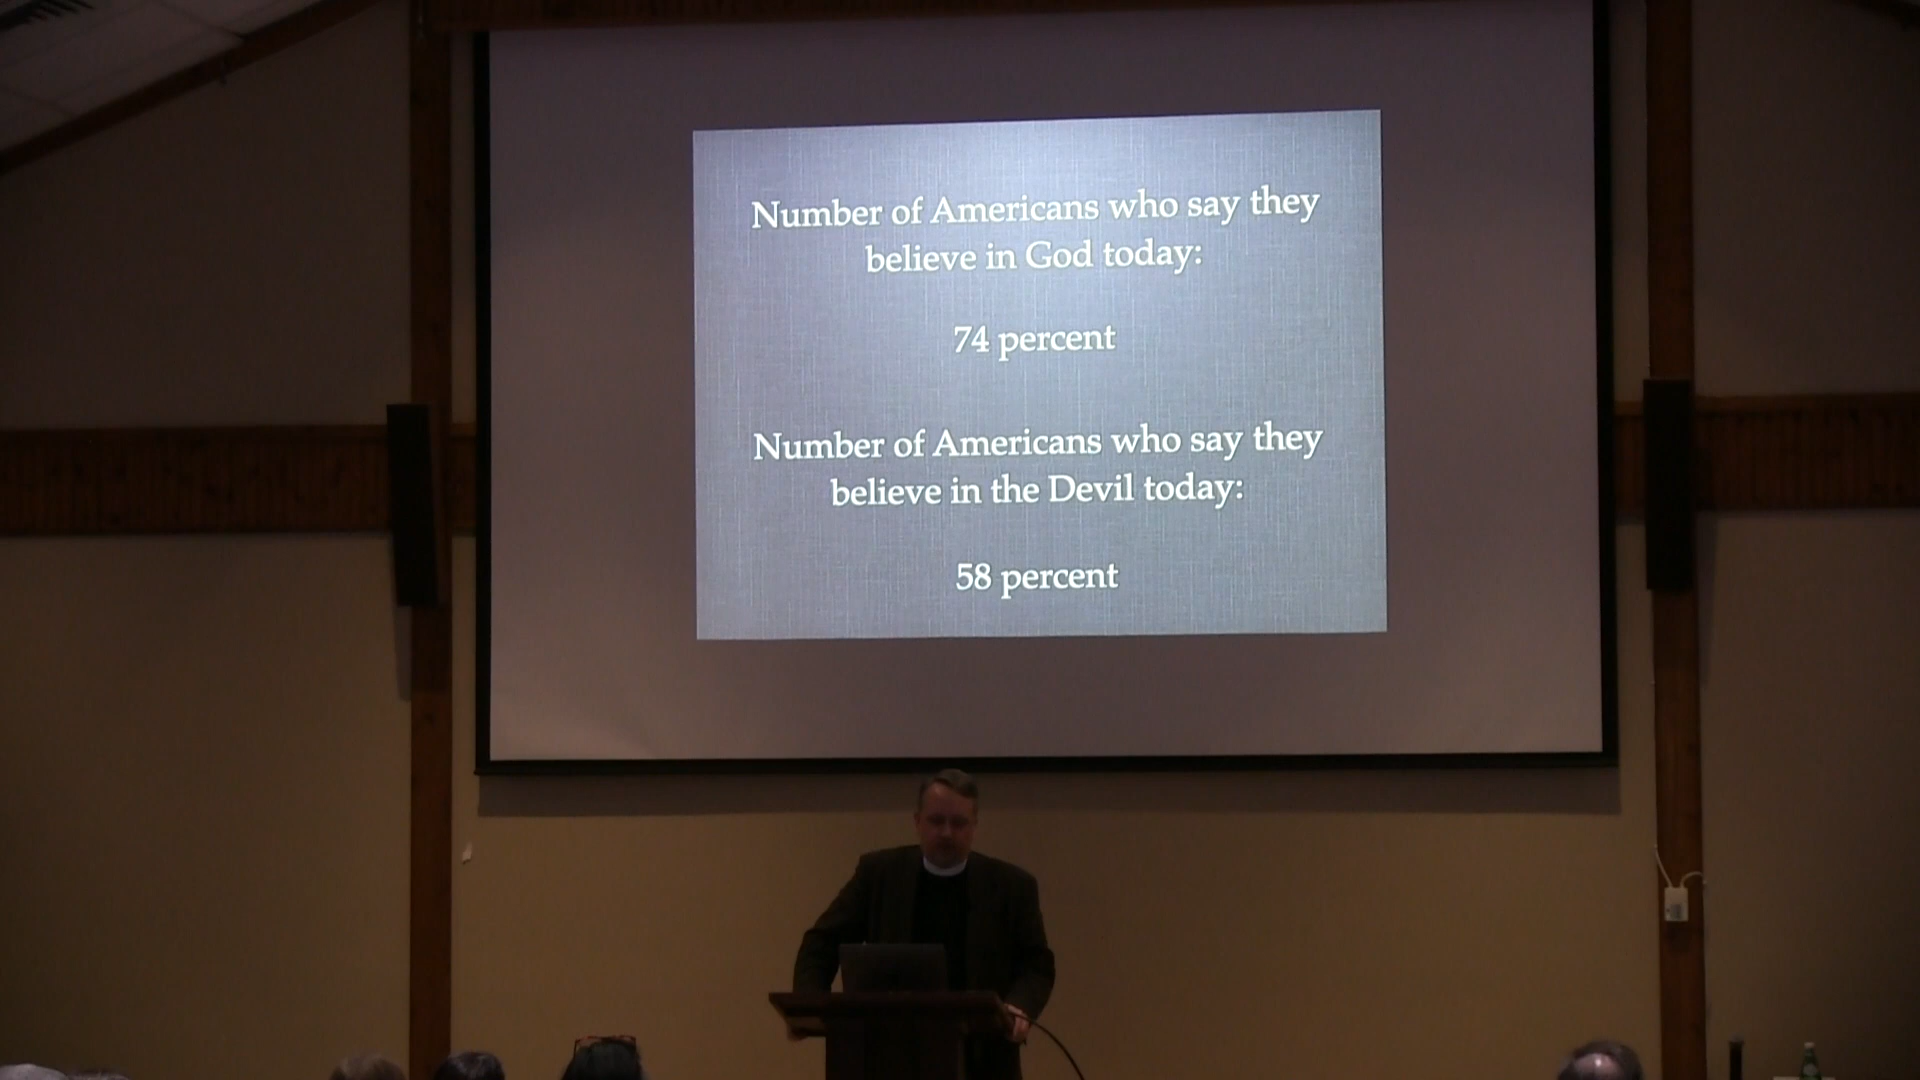 Number of Americans who say they
believe in God today:
74 percent
Number of Americans who say they
believe in the Devil today:
58 percent